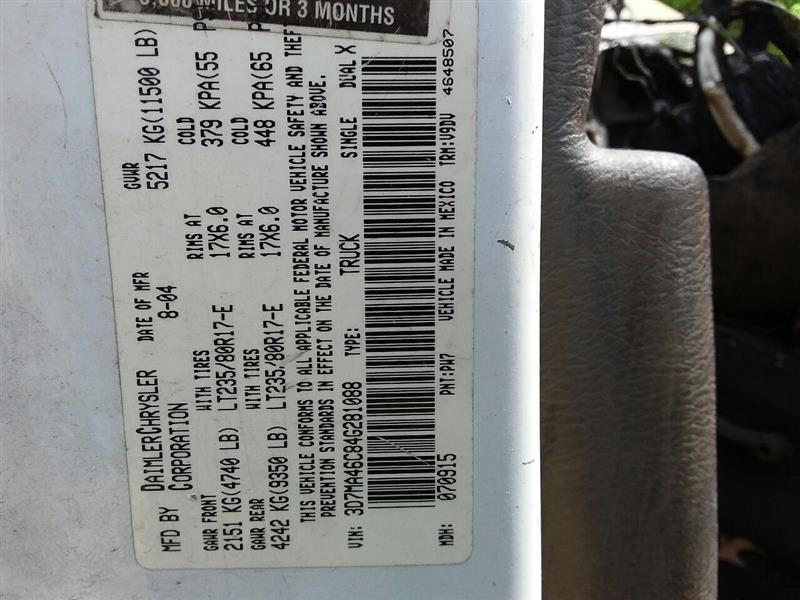 3,000 MILES OR 3 MONTHS
MFD BY DAIMLERCHRYSLER CORPORATION
DATE OF MFR 8-04
GVWR 5217 KG(11500 LB)
GAWR FRONT WITH TIRES RIMS AT COLD
2151 KG(4740 LB) LT235/80R17-E 17X6.0 379 KPA(55 P
GAWR REAR WITH TIRES RIMS AT COLD
4242 KG(9350 LB) LT235/80R17-E 17X6.0 448 KPA(65 P
THIS VEHICLE CONFORMS TO ALL APPLICABLE FEDERAL MOTOR VEHICLE SAFETY AND THEF
PREVENTION STANDARDS IN EFFECT ON THE DATE OF MANUFACTURE SHOWN ABOVE.
VIN: 3D7MA46C84G281088 TYPE: TRUCK SINGLE DUAL X
MDH: 070915 PNT:PW7 VEHICLE MADE IN MEXICO TRM:V9DV 4648507